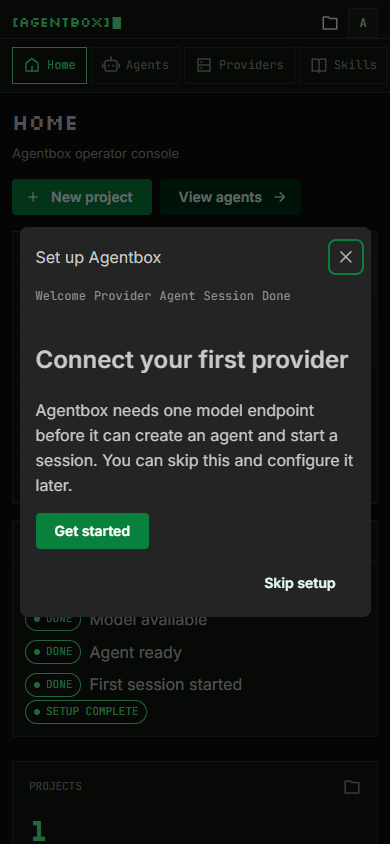 [AGENTBOX]
A
Home
Agents
Providers
Skills
HOME
Agentbox operator console
+ New project
View agents →
Set up Agentbox
Welcome Provider Agent Session Done
Connect your first provider
Agentbox needs one model endpoint
before it can create an agent and start a
session. You can skip this and configure it
later.
Get started
Skip setup
DONE Model available
DONE Agent ready
DONE First session started
SETUP COMPLETE
PROJECTS
1